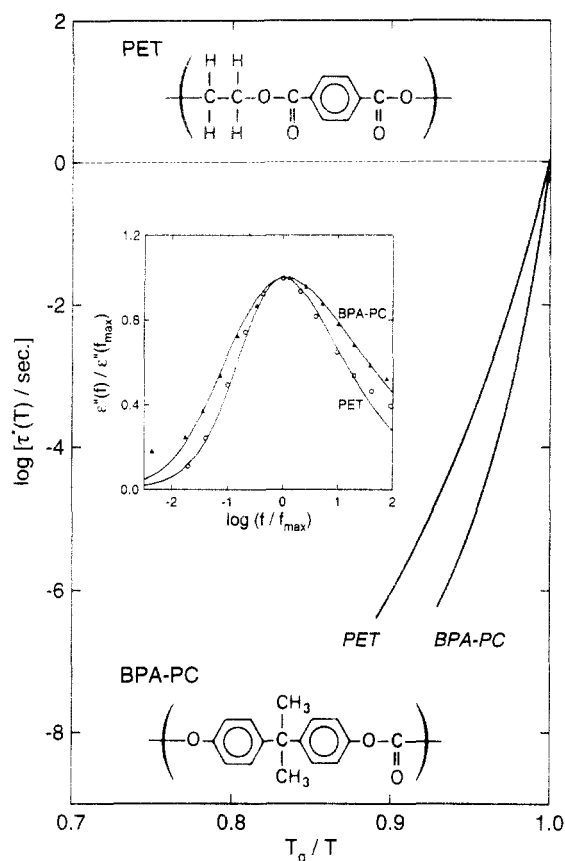 PET
H H
C C O C C O
H H O O
2
0
-2
-4
-6
-8
log [τ*(T) / sec.]
1.2
0.8
0.4
0.0
ε"(f) / ε"(fmax)
BPA-PC
PET
-2 -1 0 1 2
log (f / fmax)
PET BPA-PC
BPA-PC
CH3
O C O C
CH3 O
0.7 0.8 0.9 1.0
Tg / T